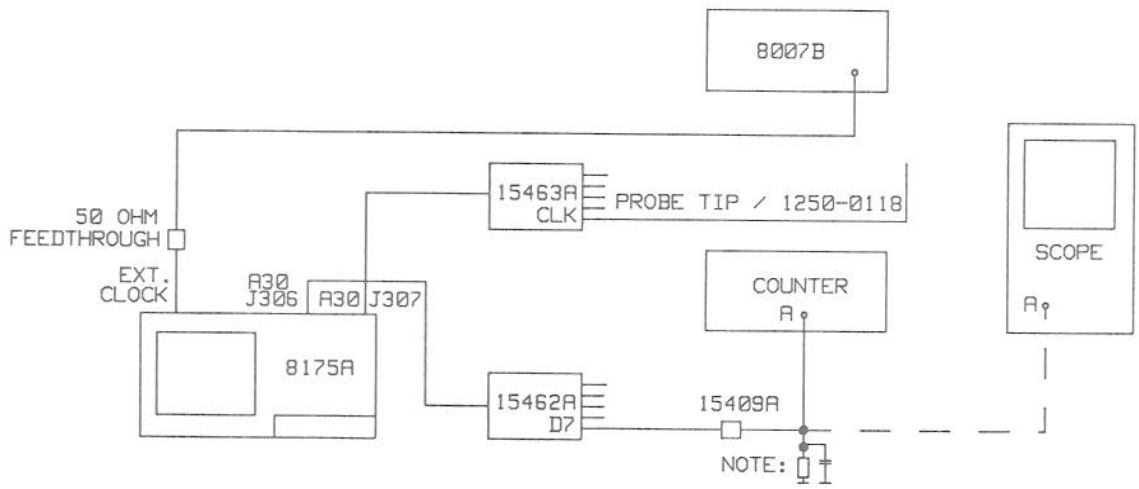 8007B
15463A
CLK
PROBE TIP / 1250-0118
50 OHM
FEEDTHROUGH
SCOPE
A
EXT.
CLOCK
A30
J306
A30
J307
COUNTER
A
8175A
15462A
D7
15409A
NOTE: